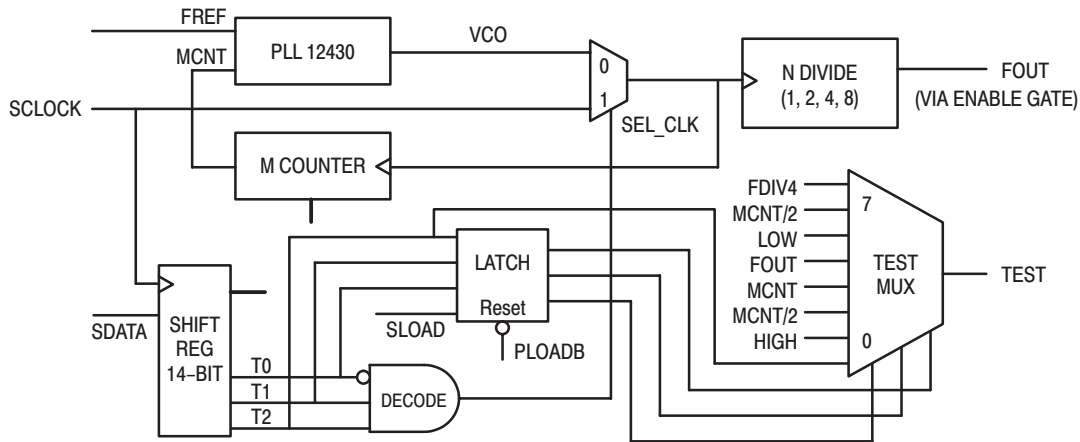 FREF
MCNT
PLL 12430
VCO
0
1
SCLOCK
SEL_CLK
N DIVIDE
(1, 2, 4, 8)
FOUT
(VIA ENABLE GATE)
M COUNTER
FDIV4
MCNT/2
LOW
FOUT
MCNT
MCNT/2
HIGH
7
TEST
MUX
0
TEST
LATCH
Reset
SLOAD
PLOADB
SDATA
SHIFT
REG
14−BIT
T0
T1
T2
DECODE